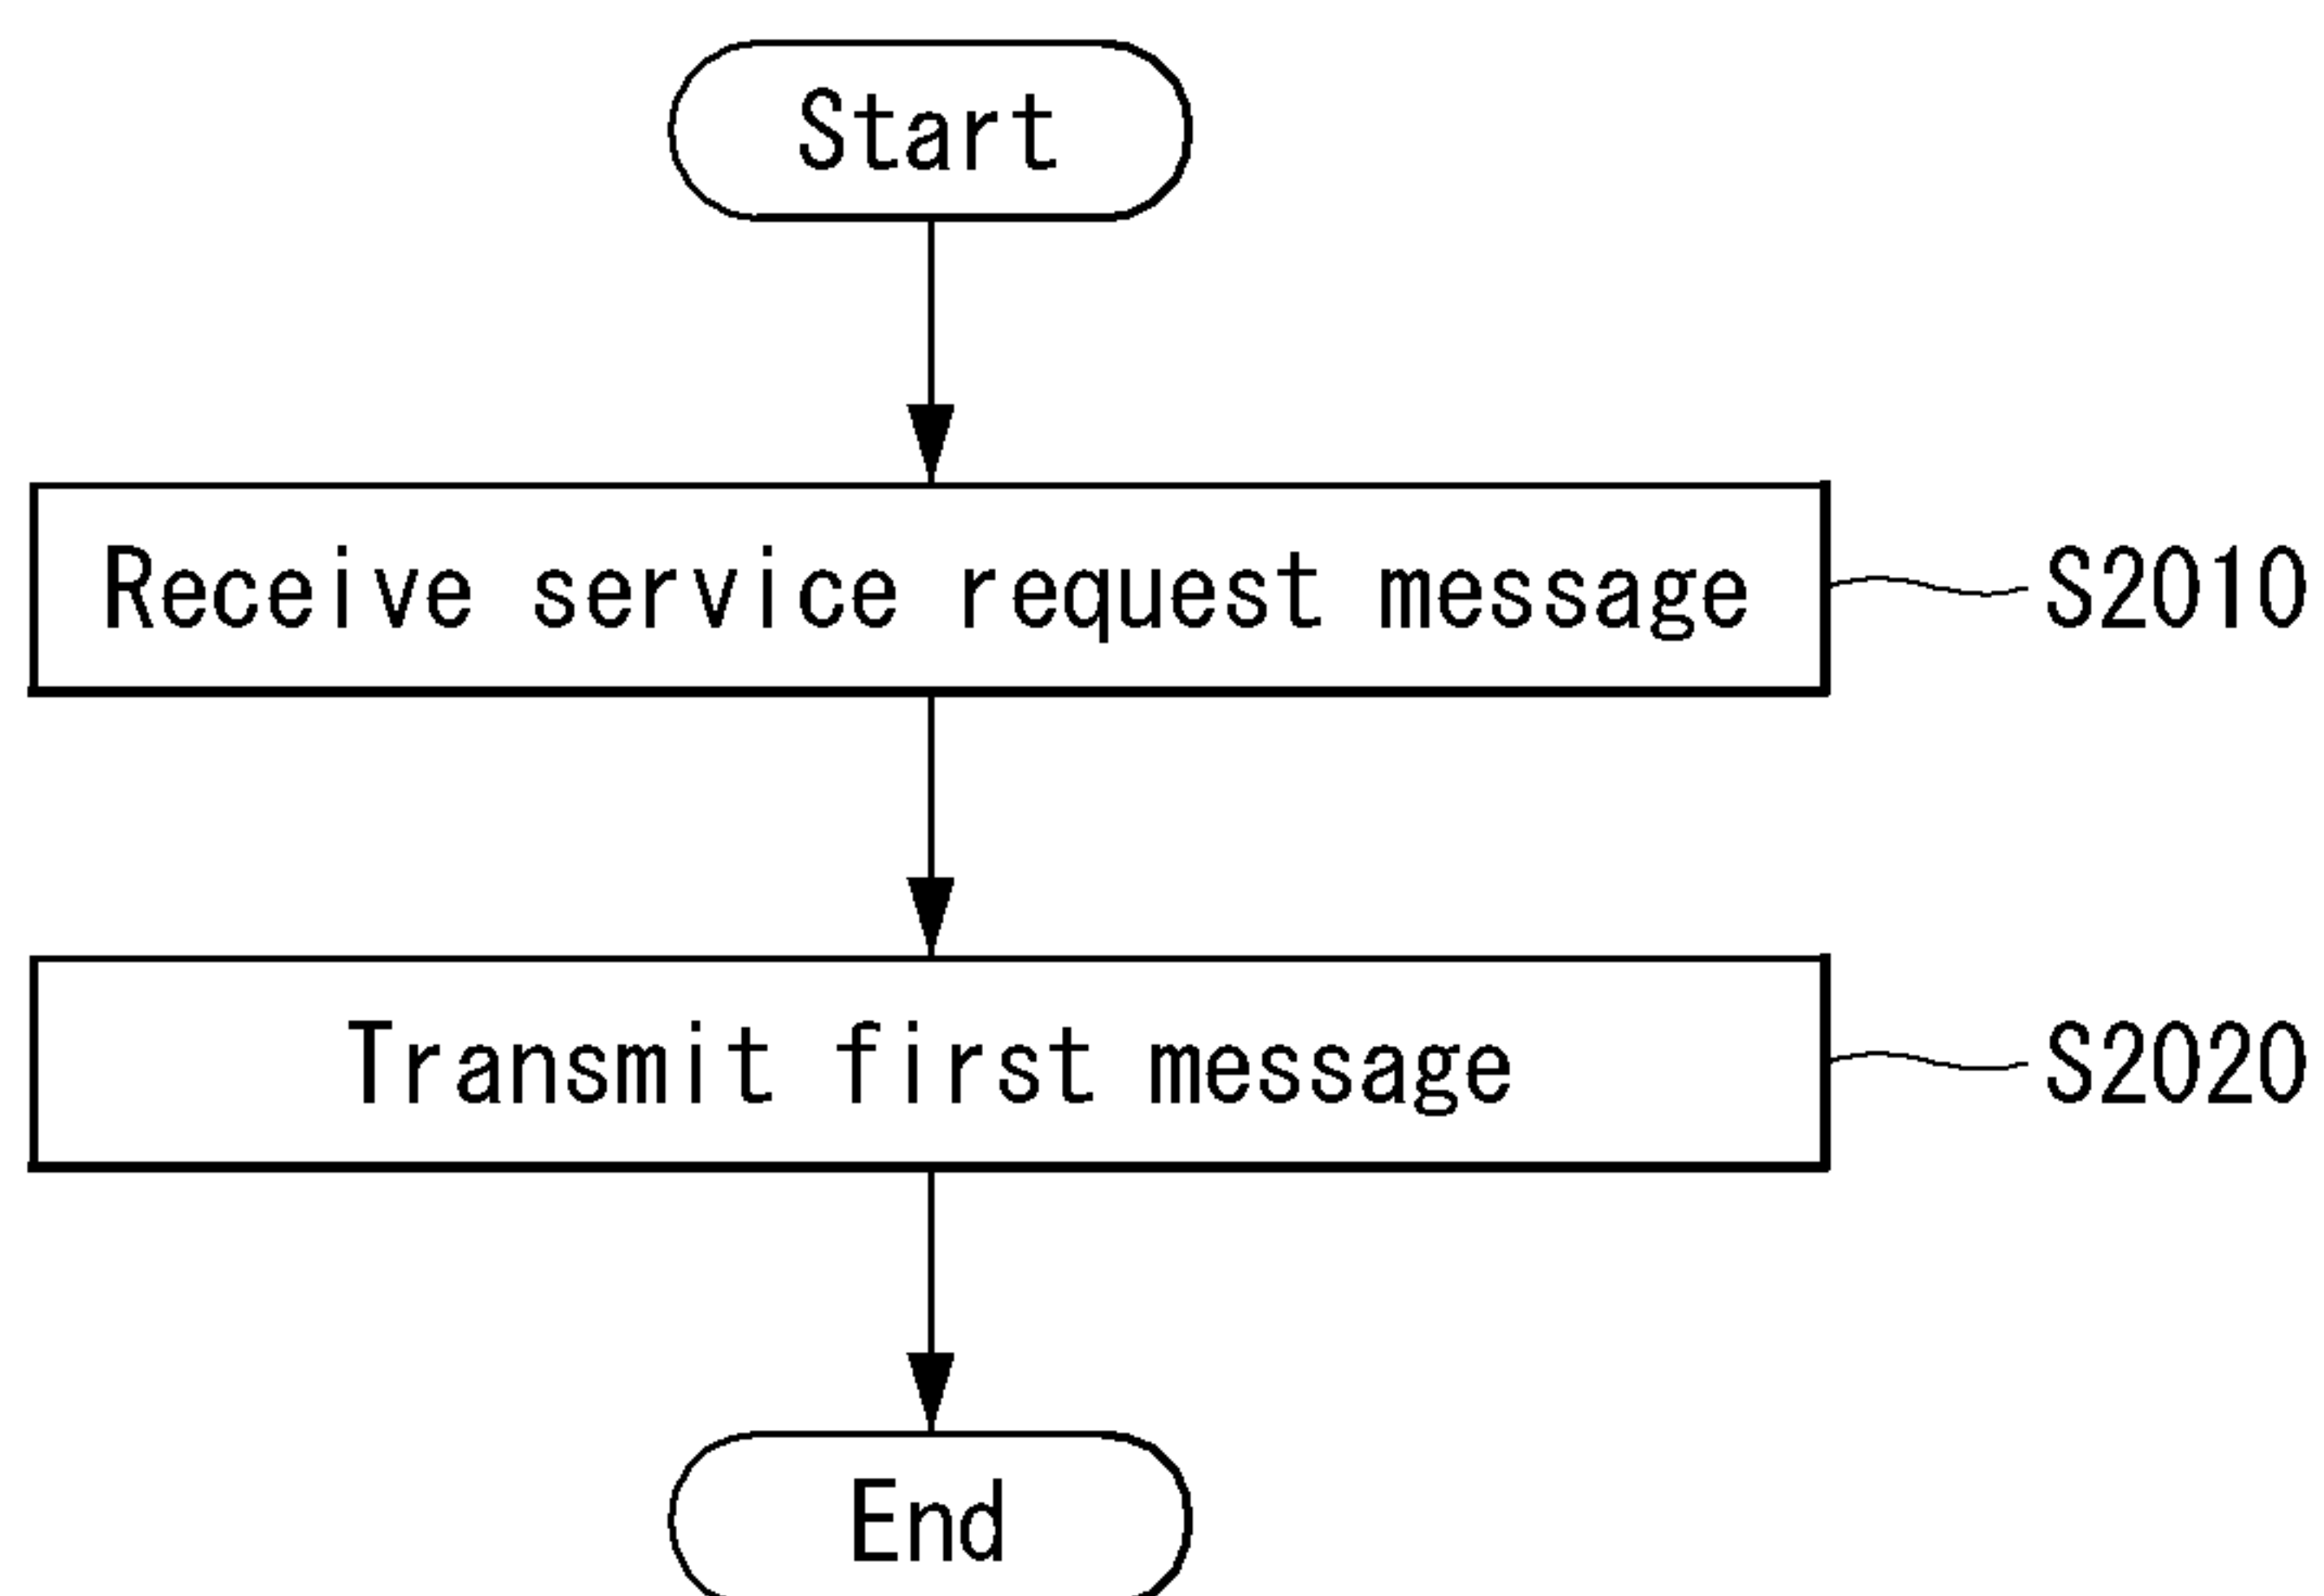 Start
Receive service request message S2010
Transmit first message S2020
End